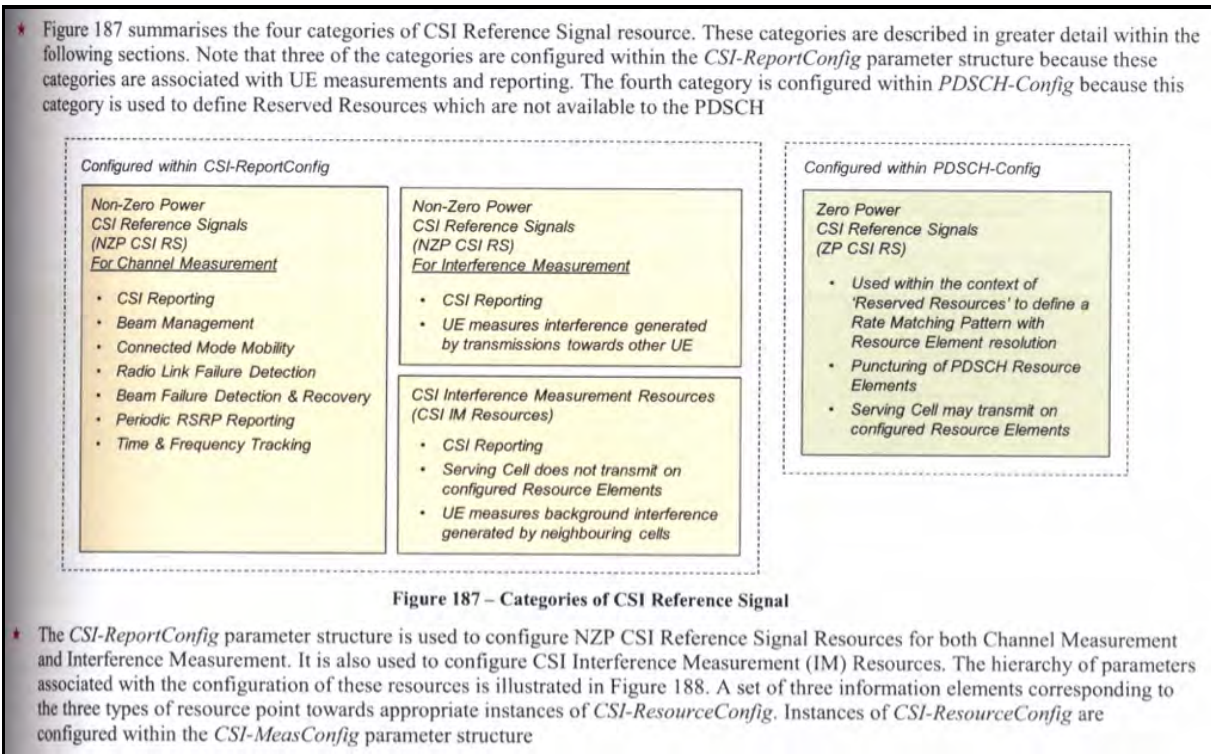 ★ Figure 187 summarises the four categories of CSI Reference Signal resource. These categories are described in greater detail within the
following sections. Note that three of the categories are configured within the CSI-ReportConfig parameter structure because these
categories are associated with UE measurements and reporting. The fourth category is configured within PDSCH-Config because this
category is used to define Reserved Resources which are not available to the PDSCH
Configured within CSI-ReportConfig
Non-Zero Power
CSI Reference Signals
(NZP CSI RS)
For Channel Measurement
• CSI Reporting
• Beam Management
• Connected Mode Mobility
• Radio Link Failure Detection
• Beam Failure Detection & Recovery
• Periodic RSRP Reporting
• Time & Frequency Tracking
Non-Zero Power
CSI Reference Signals
(NZP CSI RS)
For Interference Measurement
• CSI Reporting
• UE measures interference generated
by transmissions towards other UE
CSI Interference Measurement Resources
(CSI IM Resources)
• CSI Reporting
• Serving Cell does not transmit on
configured Resource Elements
• UE measures background interference
generated by neighbouring cells
Configured within PDSCH-Config
Zero Power
CSI Reference Signals
(ZP CSI RS)
• Used within the context of
'Reserved Resources' to define a
Rate Matching Pattern with
Resource Element resolution
• Puncturing of PDSCH Resource
Elements
• Serving Cell may transmit on
configured Resource Elements
Figure 187 – Categories of CSI Reference Signal
★ The CSI-ReportConfig parameter structure is used to configure NZP CSI Reference Signal Resources for both Channel Measurement
and Interference Measurement. It is also used to configure CSI Interference Measurement (IM) Resources. The hierarchy of parameters
associated with the configuration of these resources is illustrated in Figure 188. A set of three information elements corresponding to
the three types of resource point towards appropriate instances of CSI-ResourceConfig. Instances of CSI-ResourceConfig are
configured within the CSI-MeasConfig parameter structure